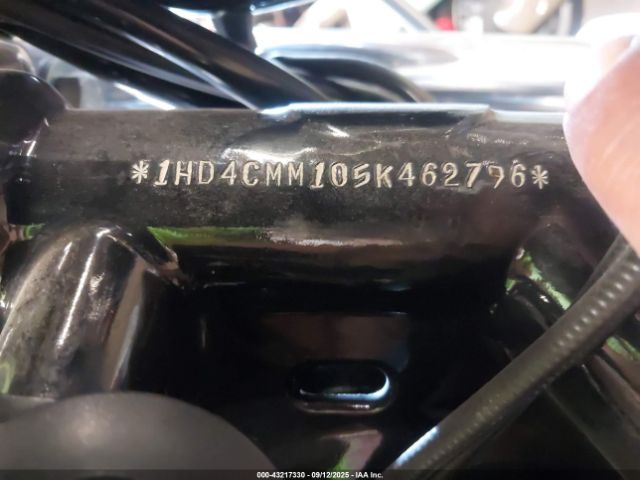 *1HD4CMM105K462796*
000-43217330 - 09/12/2025 - IAA Inc.